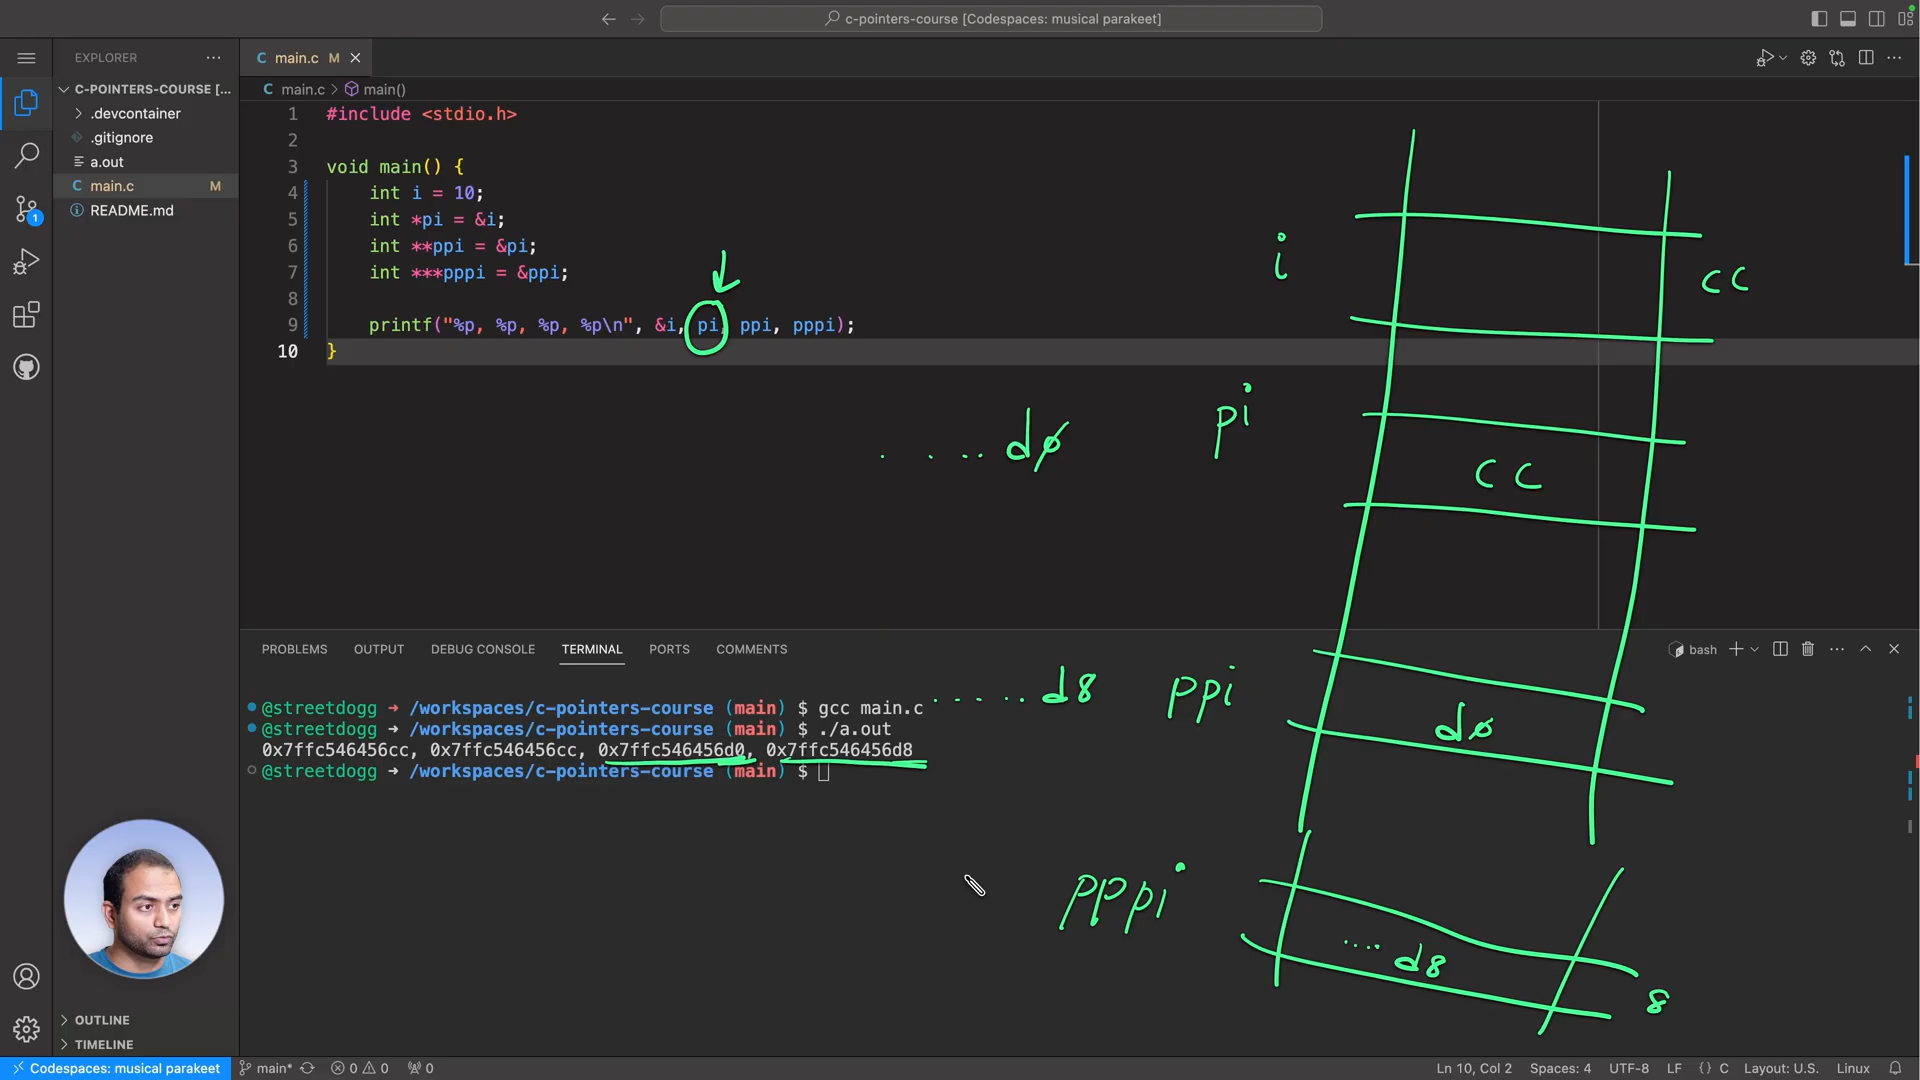 c-pointers-course [Codespaces: musical parakeet]
EXPLORER
C-POINTERS-COURSE [...
.devcontainer
.gitignore
a.out
main.c M
README.md
OUTLINE
TIMELINE
main.c M
main.c > main()
1 #include <stdio.h>
2
3 void main() {
4 int i = 10;
5 int *pi = &i;
6 int **ppi = &pi;
7 int ***pppi = &ppi;
8
9 printf("%p, %p, %p, %p\n", &i, pi, ppi, pppi);
10 }
i
cc
.... d0
pi
cc
..... d8
ppi
d0
pppi
.... d8
8
PROBLEMS OUTPUT DEBUG CONSOLE TERMINAL PORTS COMMENTS
bash
@streetdogg → /workspaces/c-pointers-course (main) $ gcc main.c
@streetdogg → /workspaces/c-pointers-course (main) $ ./a.out
0x7ffc546456cc, 0x7ffc546456cc, 0x7ffc546456d0, 0x7ffc546456d8
@streetdogg → /workspaces/c-pointers-course (main) $
1
Codespaces: musical parakeet main* 0 0 0
Ln 10, Col 2 Spaces: 4 UTF-8 LF {} C Layout: U.S. Linux